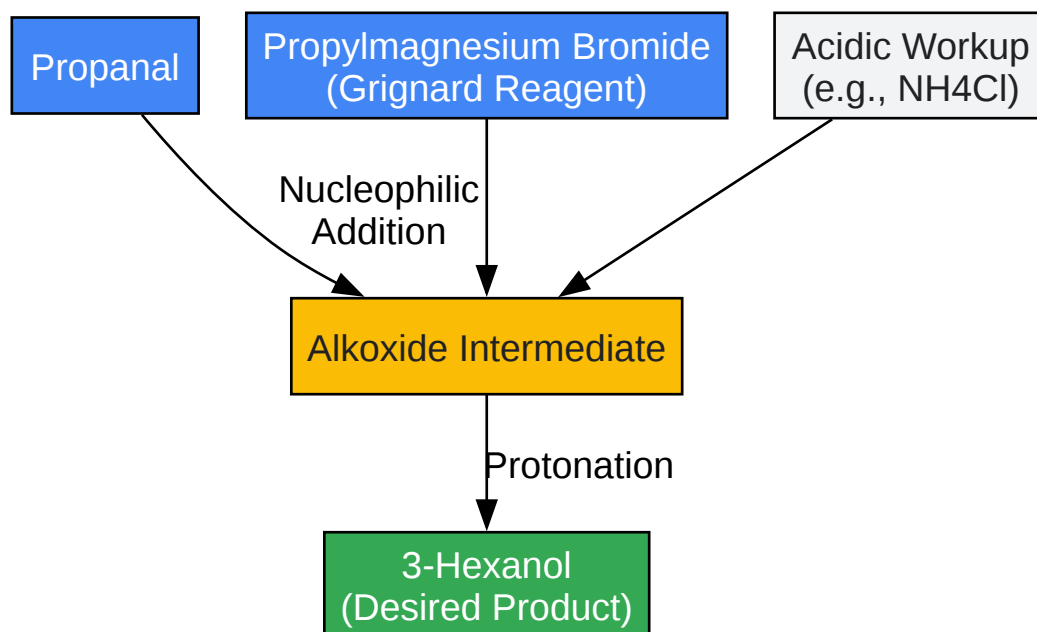 Propanal
Propylmagnesium Bromide
(Grignard Reagent)
Acidic Workup
(e.g., NH4Cl)
Nucleophilic
Addition
Alkoxide Intermediate
Protonation
3-Hexanol
(Desired Product)